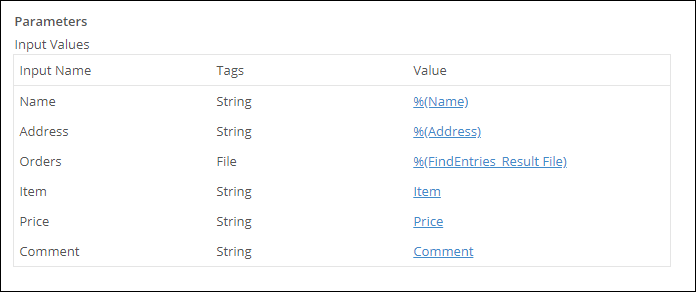 Parameters
Input Values
Input Name Tags Value
Name String %(Name)
Address String %(Address)
Orders File %(FindEntries_Result File)
Item String Item
Price String Price
Comment String Comment